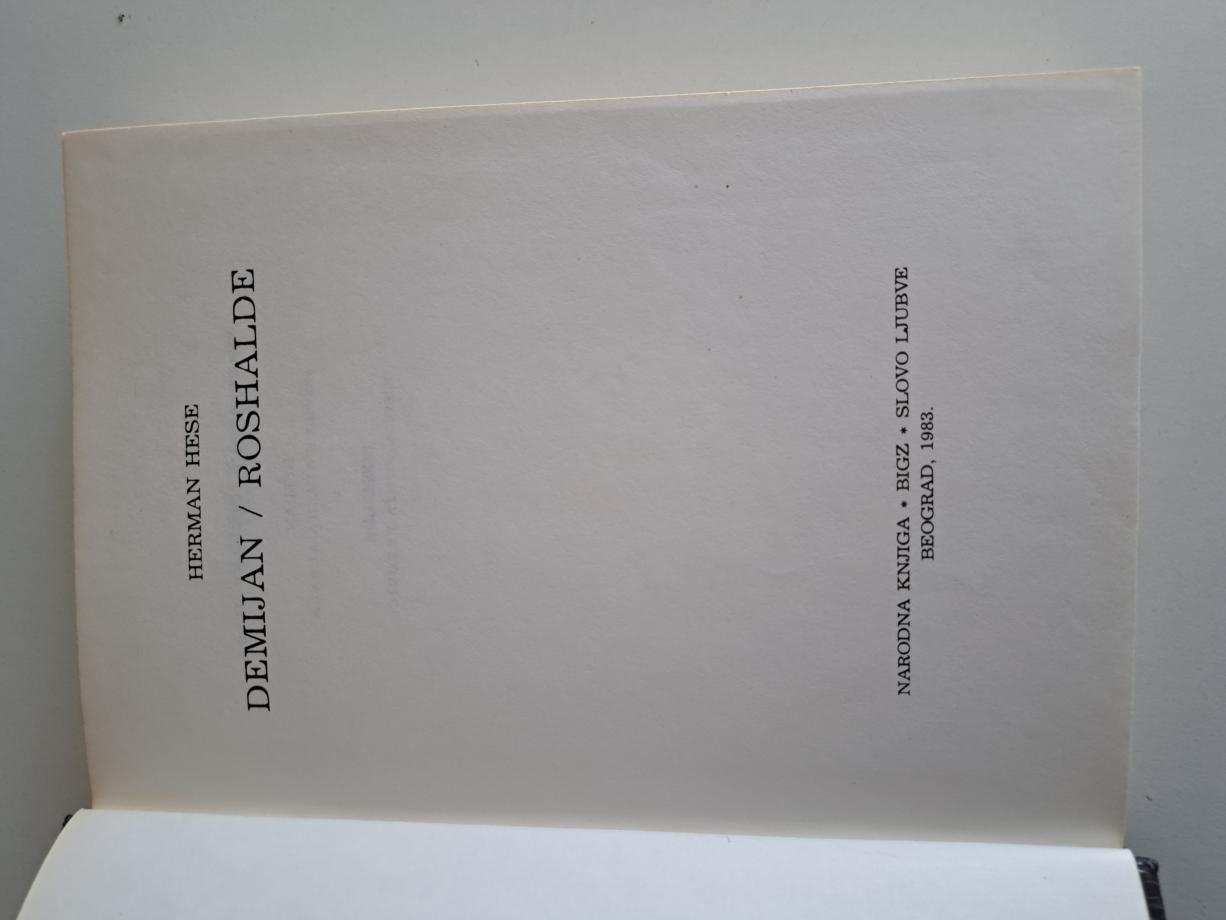 HERMAN HESE
DEMIJAN / ROSHALDE
NARODNA KNJIGA * BIGZ * SLOVO LJUBVE
BEOGRAD, 1983.